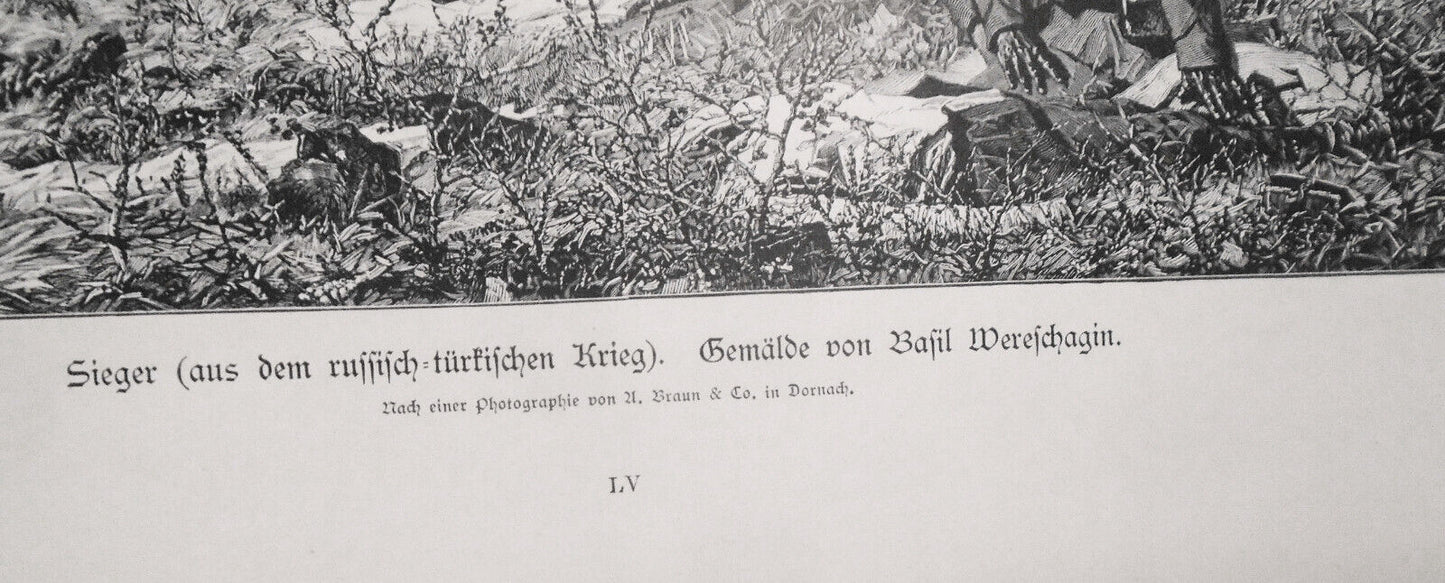 Sieger (aus dem russisch-türkischen Krieg). Gemälde von Basil Wereschagin.
Nach einer Photographie von A. Braun & Co. in Dornach.
LV